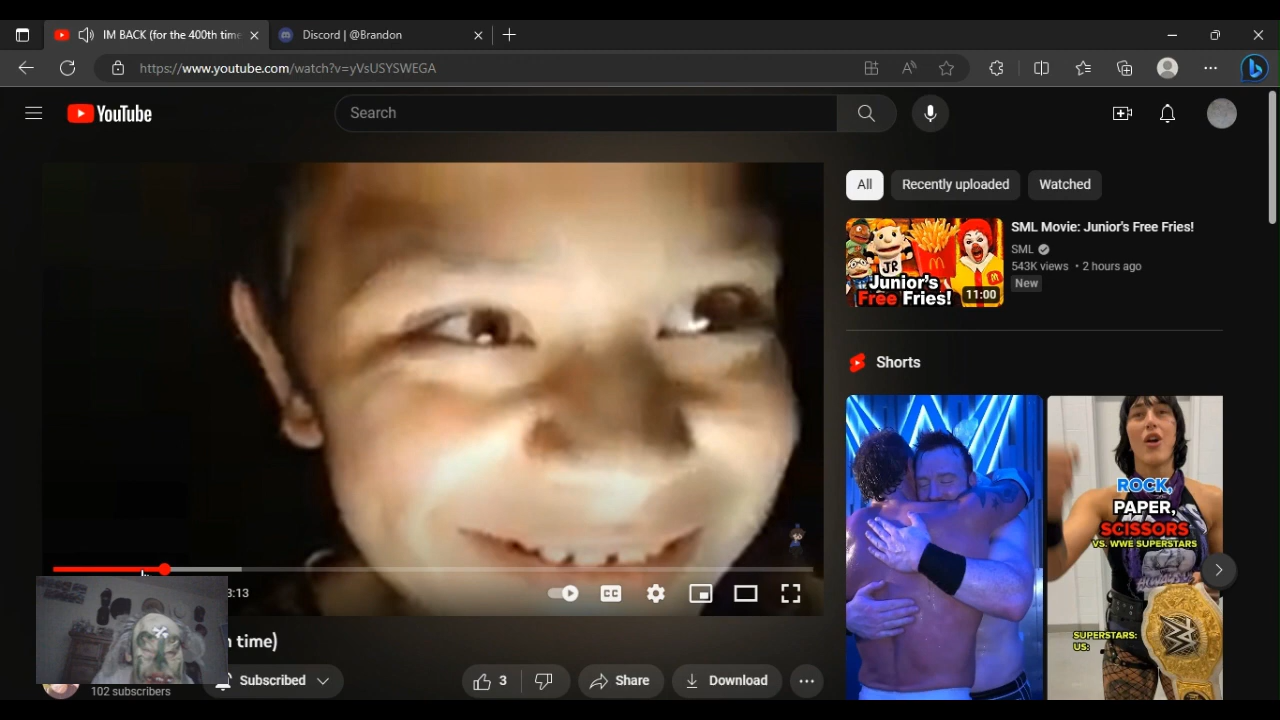 IM BACK (for the 400th time
Discord | @Brandon
https://www.youtube.com/watch?v=yVsUSYSWEGA
YouTube
Search
All
Recently uploaded
Watched
SML Movie: Junior's Free Fries!
SML
543K views • 2 hours ago
New
JR
Junior's
Free Fries!
11:00
Shorts
ROCK,
PAPER,
SCISSORS
VS. WWE SUPERSTARS
SUPERSTARS:
US:
3:13
CC
time)
102 subscribers
Subscribed
3
Share
Download